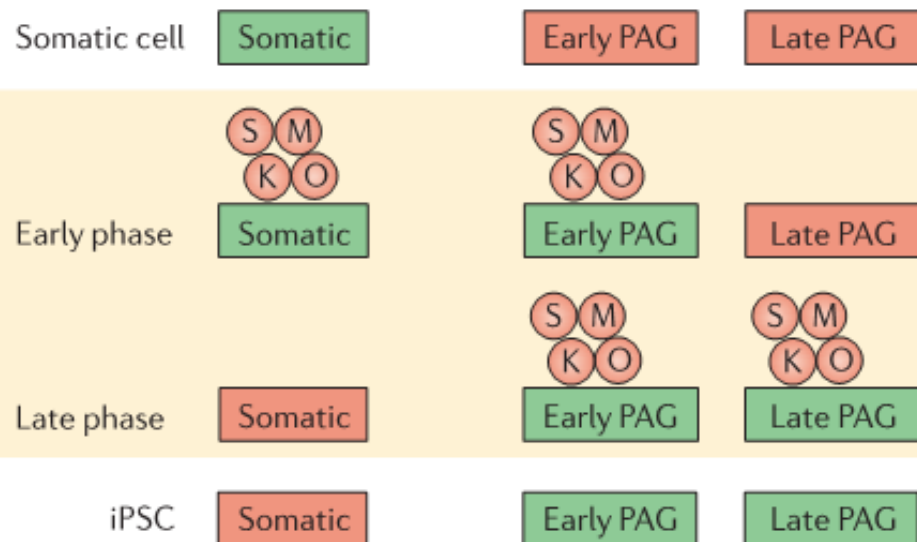 Somatic cell Somatic Early PAG Late PAG
S M S M
K O K O
Early phase Somatic Early PAG Late PAG
S M S M
K O K O
Late phase Somatic Early PAG Late PAG
iPSC Somatic Early PAG Late PAG